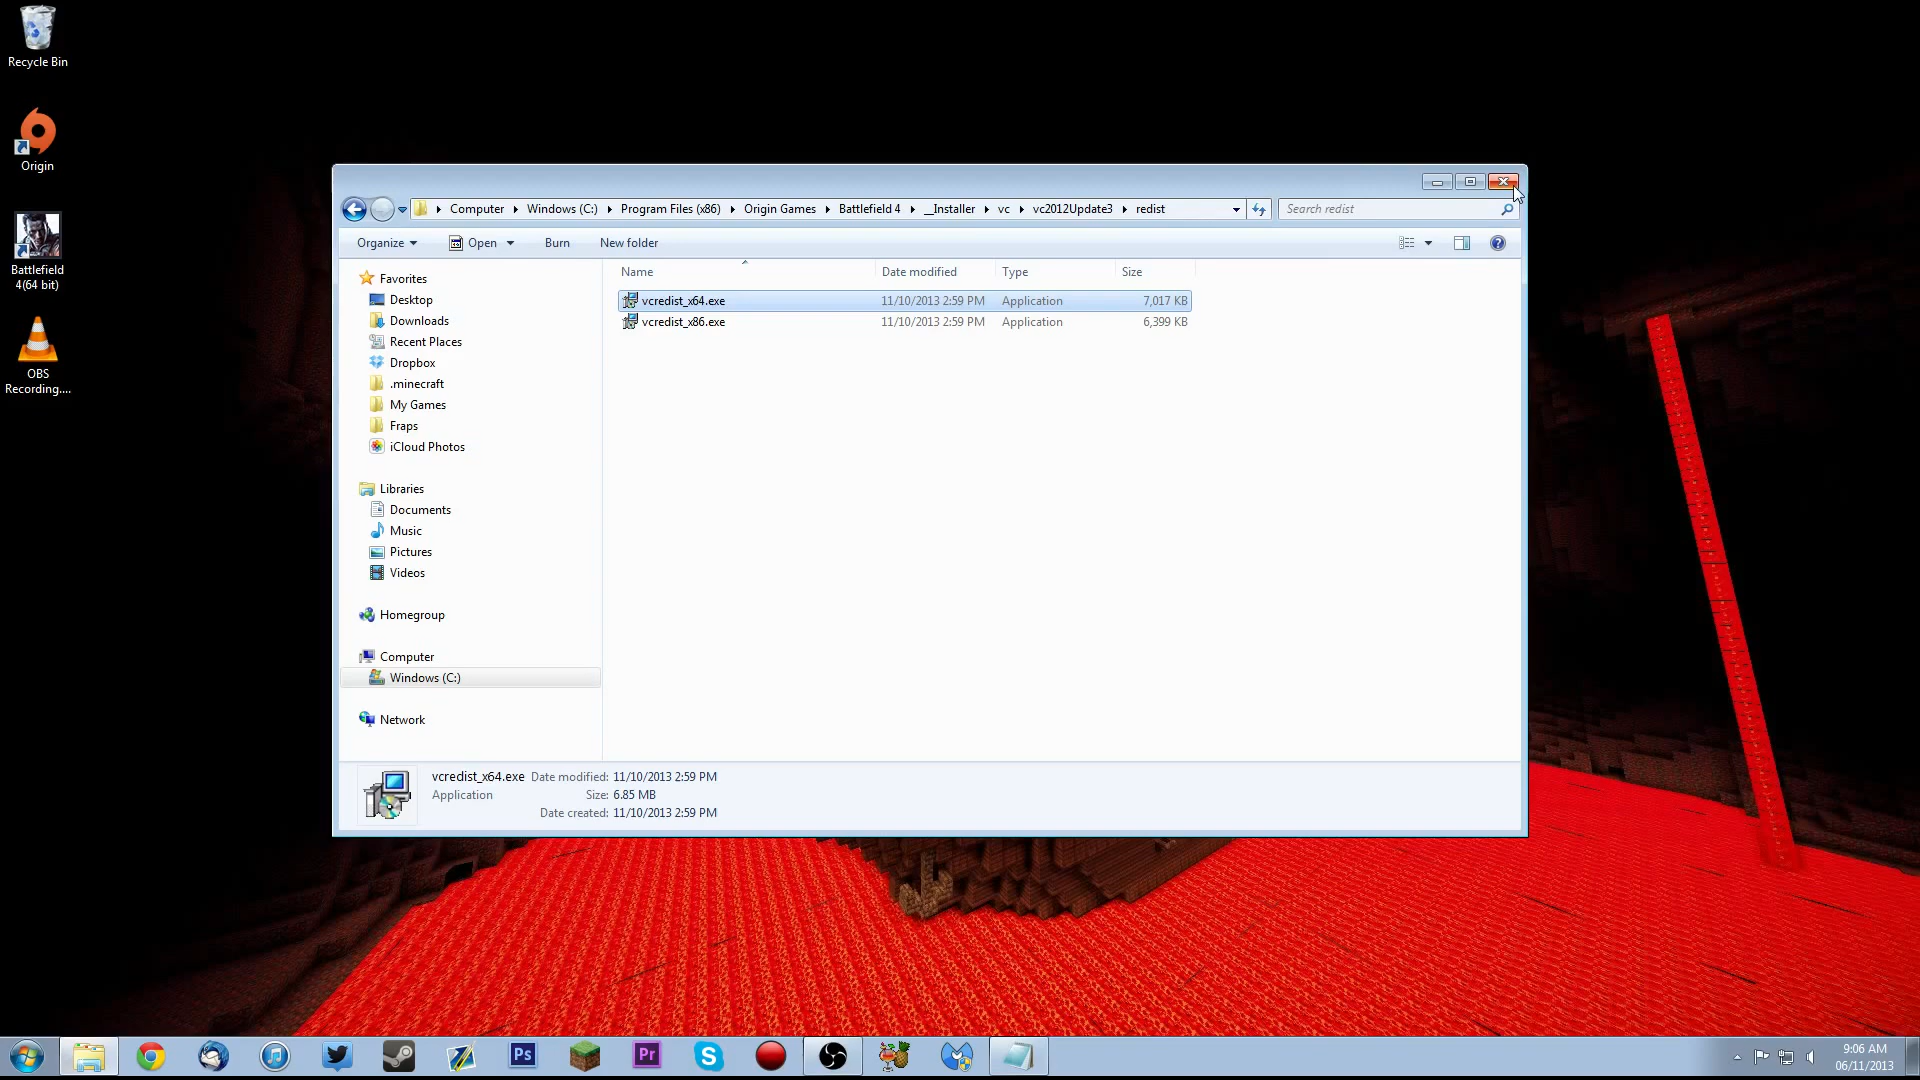 Recycle Bin
Origin
Battlefield
4(64 bit)
OBS
Recording....
Computer Windows (C:) Program Files (x86) Origin Games Battlefield 4 __Installer vc vc2012Update3 redist
Search redist
Organize Open Burn New folder
Name Date modified Type Size
vcredist_x64.exe 11/10/2013 2:59 PM Application 7,017 KB
vcredist_x86.exe 11/10/2013 2:59 PM Application 6,399 KB
Favorites
Desktop
Downloads
Recent Places
Dropbox
.minecraft
My Games
Fraps
iCloud Photos
Libraries
Documents
Music
Pictures
Videos
Homegroup
Computer
Windows (C:)
Network
vcredist_x64.exe Date modified: 11/10/2013 2:59 PM
Application Size: 6.85 MB
Date created: 11/10/2013 2:59 PM
Ps
Pr
9:06 AM
06/11/2013